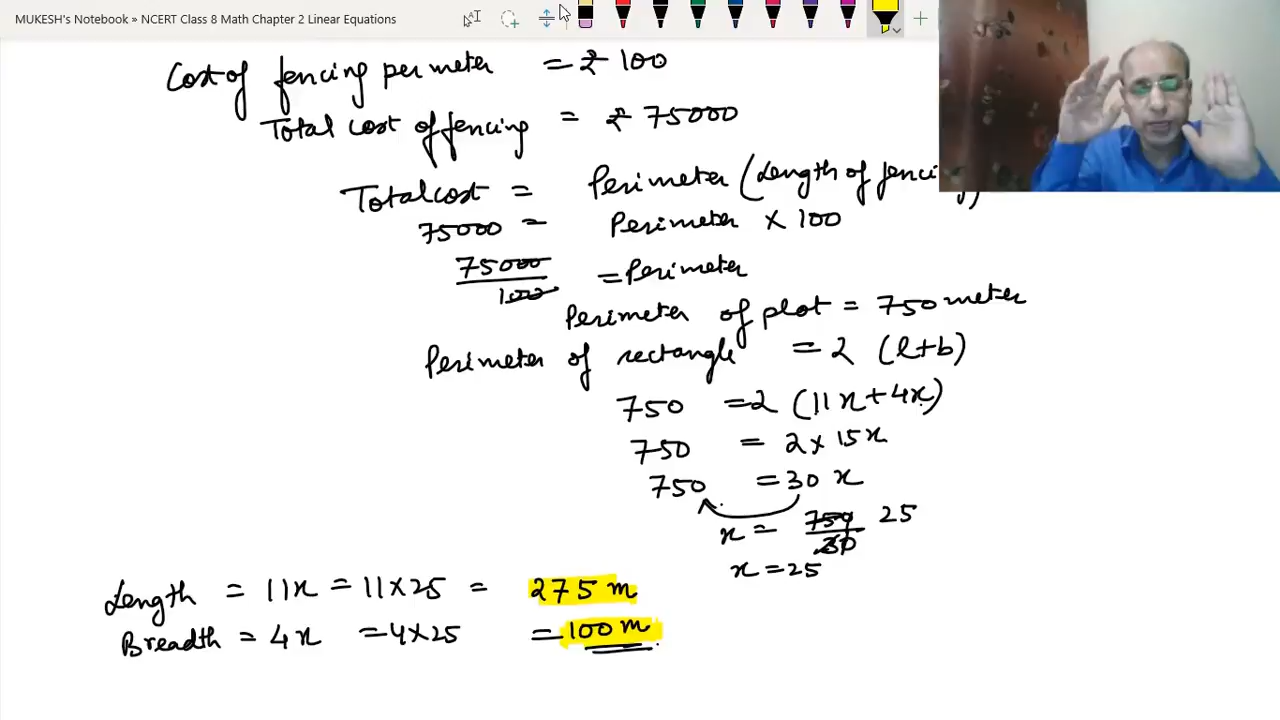 MUKESH's Notebook » NCERT Class 8 Math Chapter 2 Linear Equations
Cost of fencing per meter = ₹ 100
Total cost of fencing = ₹ 75000
Total cost = Perimeter (Length of fencing)
75000 = Perimeter × 100
75000/100 = Perimeter
Perimeter of plot = 750 meter
Perimeter of rectangle = 2 (l+b)
750 = 2 (11x + 4x)
750 = 2 × 15x
750 = 30 x
x = 750/30 25
x = 25
Length = 11x = 11×25 = 275 m
Breadth = 4x = 4×25 = 100 m